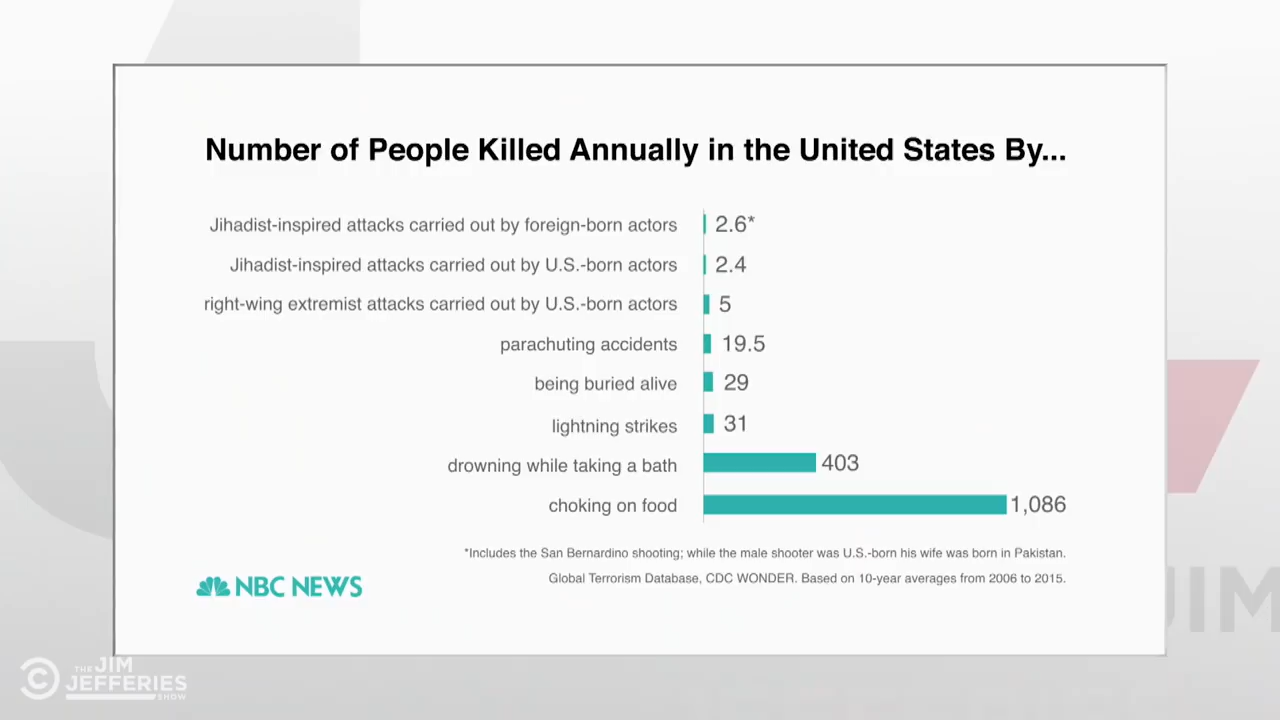 Number of People Killed Annually in the United States By...
Jihadist-inspired attacks carried out by foreign-born actors 2.6*
Jihadist-inspired attacks carried out by U.S.-born actors 2.4
right-wing extremist attacks carried out by U.S.-born actors 5
parachuting accidents 19.5
being buried alive 29
lightning strikes 31
drowning while taking a bath 403
choking on food 1,086
*Includes the San Bernardino shooting; while the male shooter was U.S.-born his wife was born in Pakistan.
Global Terrorism Database, CDC WONDER. Based on 10-year averages from 2006 to 2015.
NBC NEWS
JIM
THE JIM
JEFFERIES
SHOW